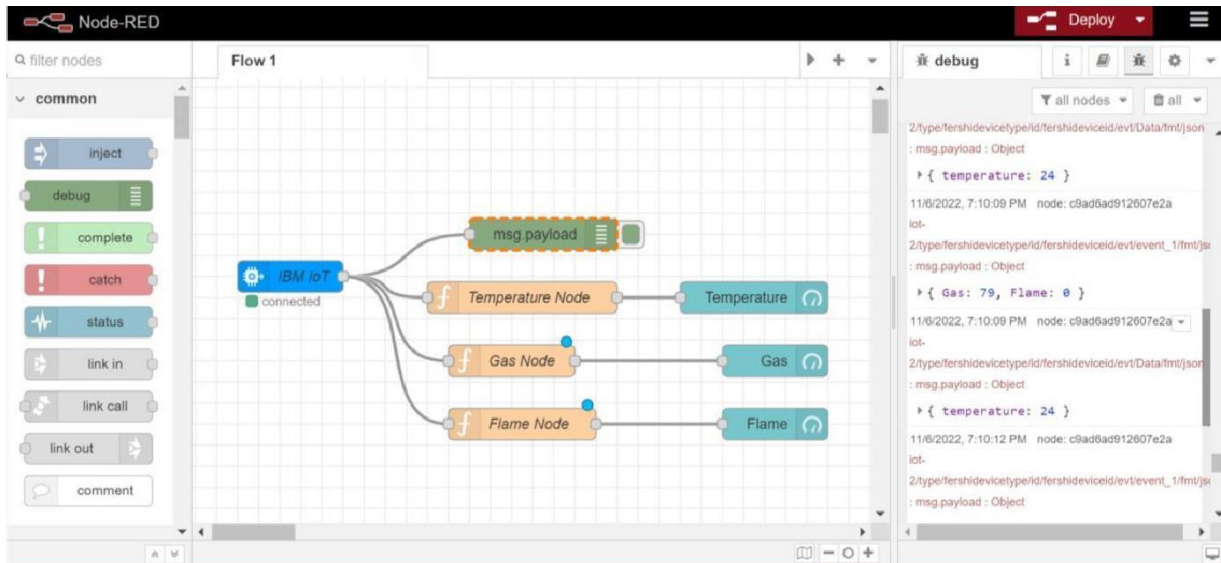 Node-RED
Deploy
filter nodes
common
inject
debug
complete
catch
status
link in
link call
link out
comment
Flow 1
msg.payload
IBM IoT
connected
Temperature Node
Temperature
Gas Node
Gas
Flame Node
Flame
debug
i
all nodes
all
2/type/fershidevicetype/id/fershideviceid/evt/Data/fmt/json
: msg.payload : Object
{ temperature: 24 }
11/6/2022, 7:10:09 PM node: c9ad6ad912607e2a
iot-
2/type/fershidevicetype/id/fershideviceid/evt/event_1/fmt/js
: msg.payload : Object
{ Gas: 79, Flame: 0 }
11/6/2022, 7:10:09 PM node: c9ad6ad912607e2a
iot-
2/type/fershidevicetype/id/fershideviceid/evt/Data/fmt/json
: msg.payload : Object
{ temperature: 24 }
11/6/2022, 7:10:12 PM node: c9ad6ad912607e2a
iot-
2/type/fershidevicetype/id/fershideviceid/evt/event_1/fmt/js
: msg.payload : Object